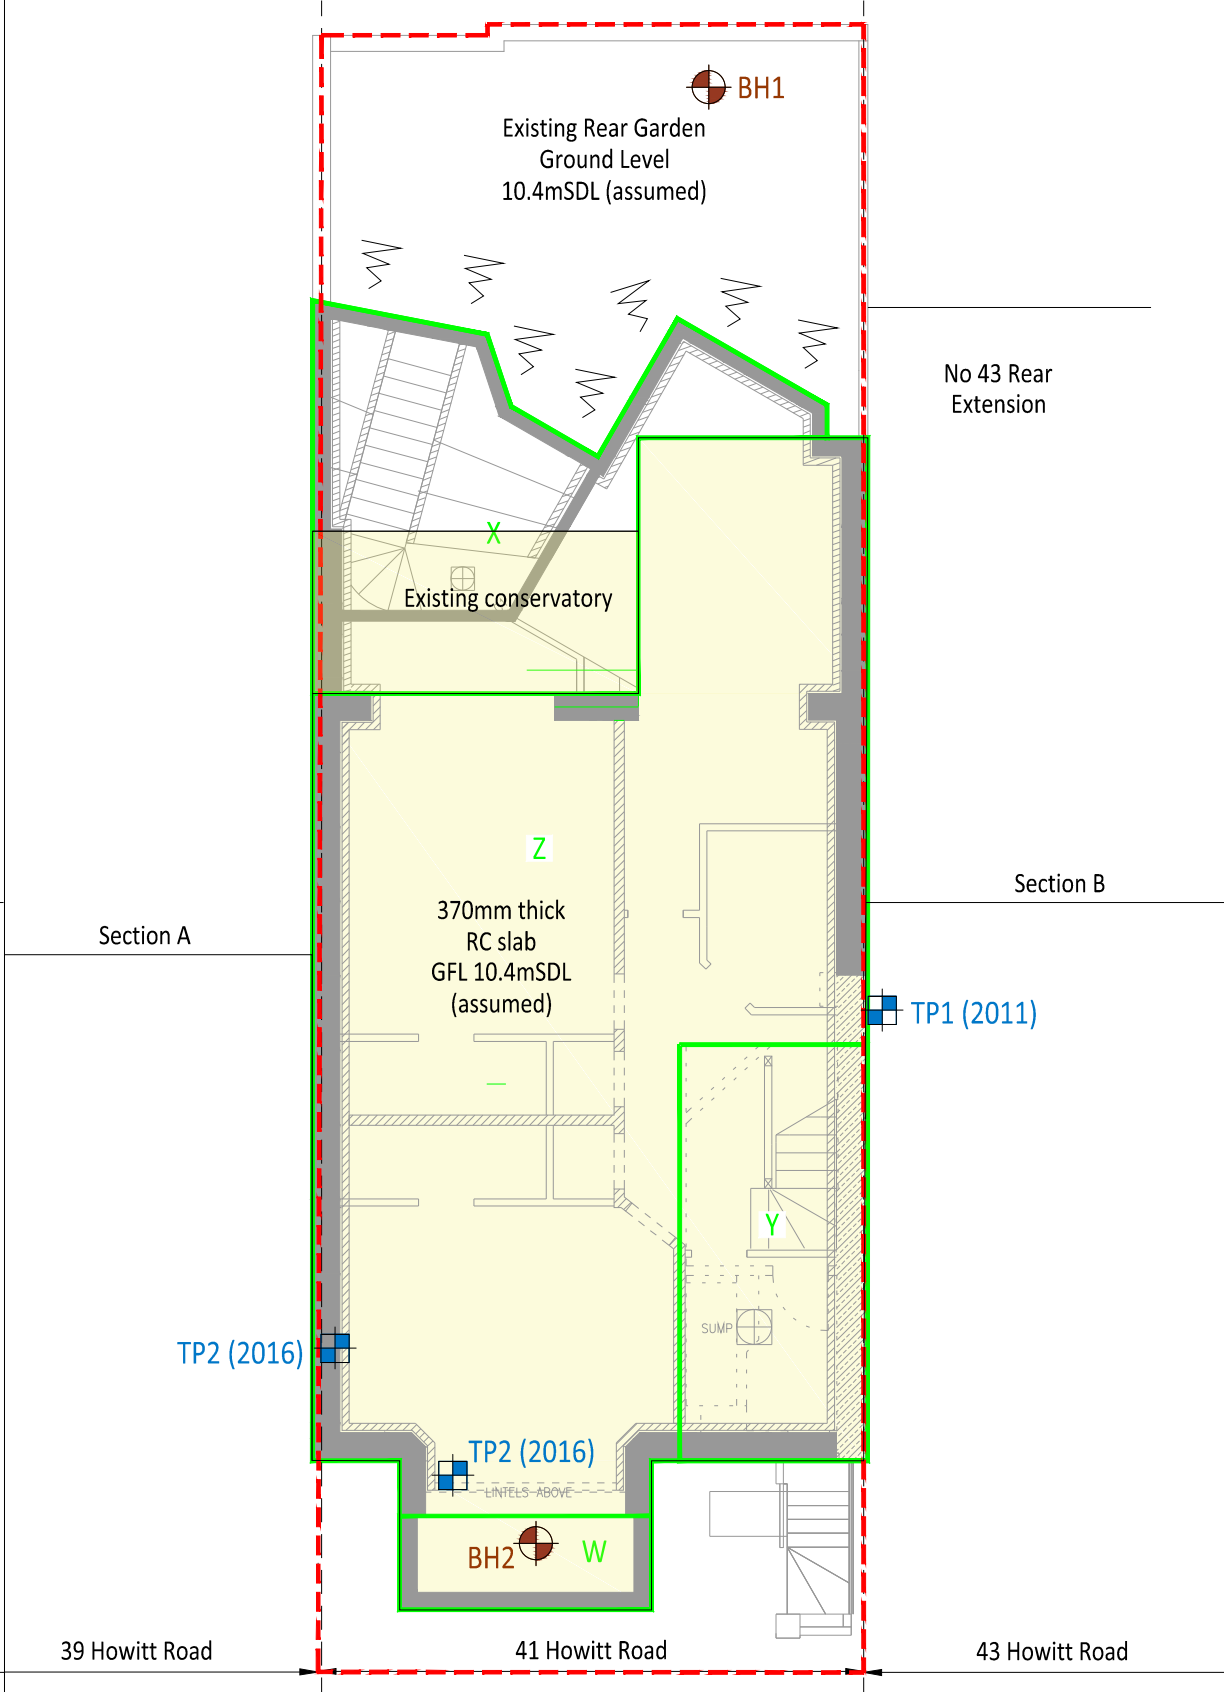 BH1
Existing Rear Garden
Ground Level
10.4mSDL (assumed)
No 43 Rear
Extension
X
Existing conservatory
Z
370mm thick
RC slab
GFL 10.4mSDL
(assumed)
Section B
Section A
TP1 (2011)
Y
SUMP
TP2 (2016)
TP2 (2016)
LINTELS ABOVE
BH2
W
39 Howitt Road
41 Howitt Road
43 Howitt Road